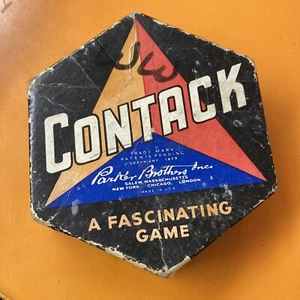 CONTACK
TRADE MARK
PATENTS PENDING
© COPYRIGHT 1939
Parker Brothers Inc.
SALEM, MASSACHUSETTS
NEW YORK · CHICAGO · LONDON
MADE IN U.S.A.
A FASCINATING
GAME